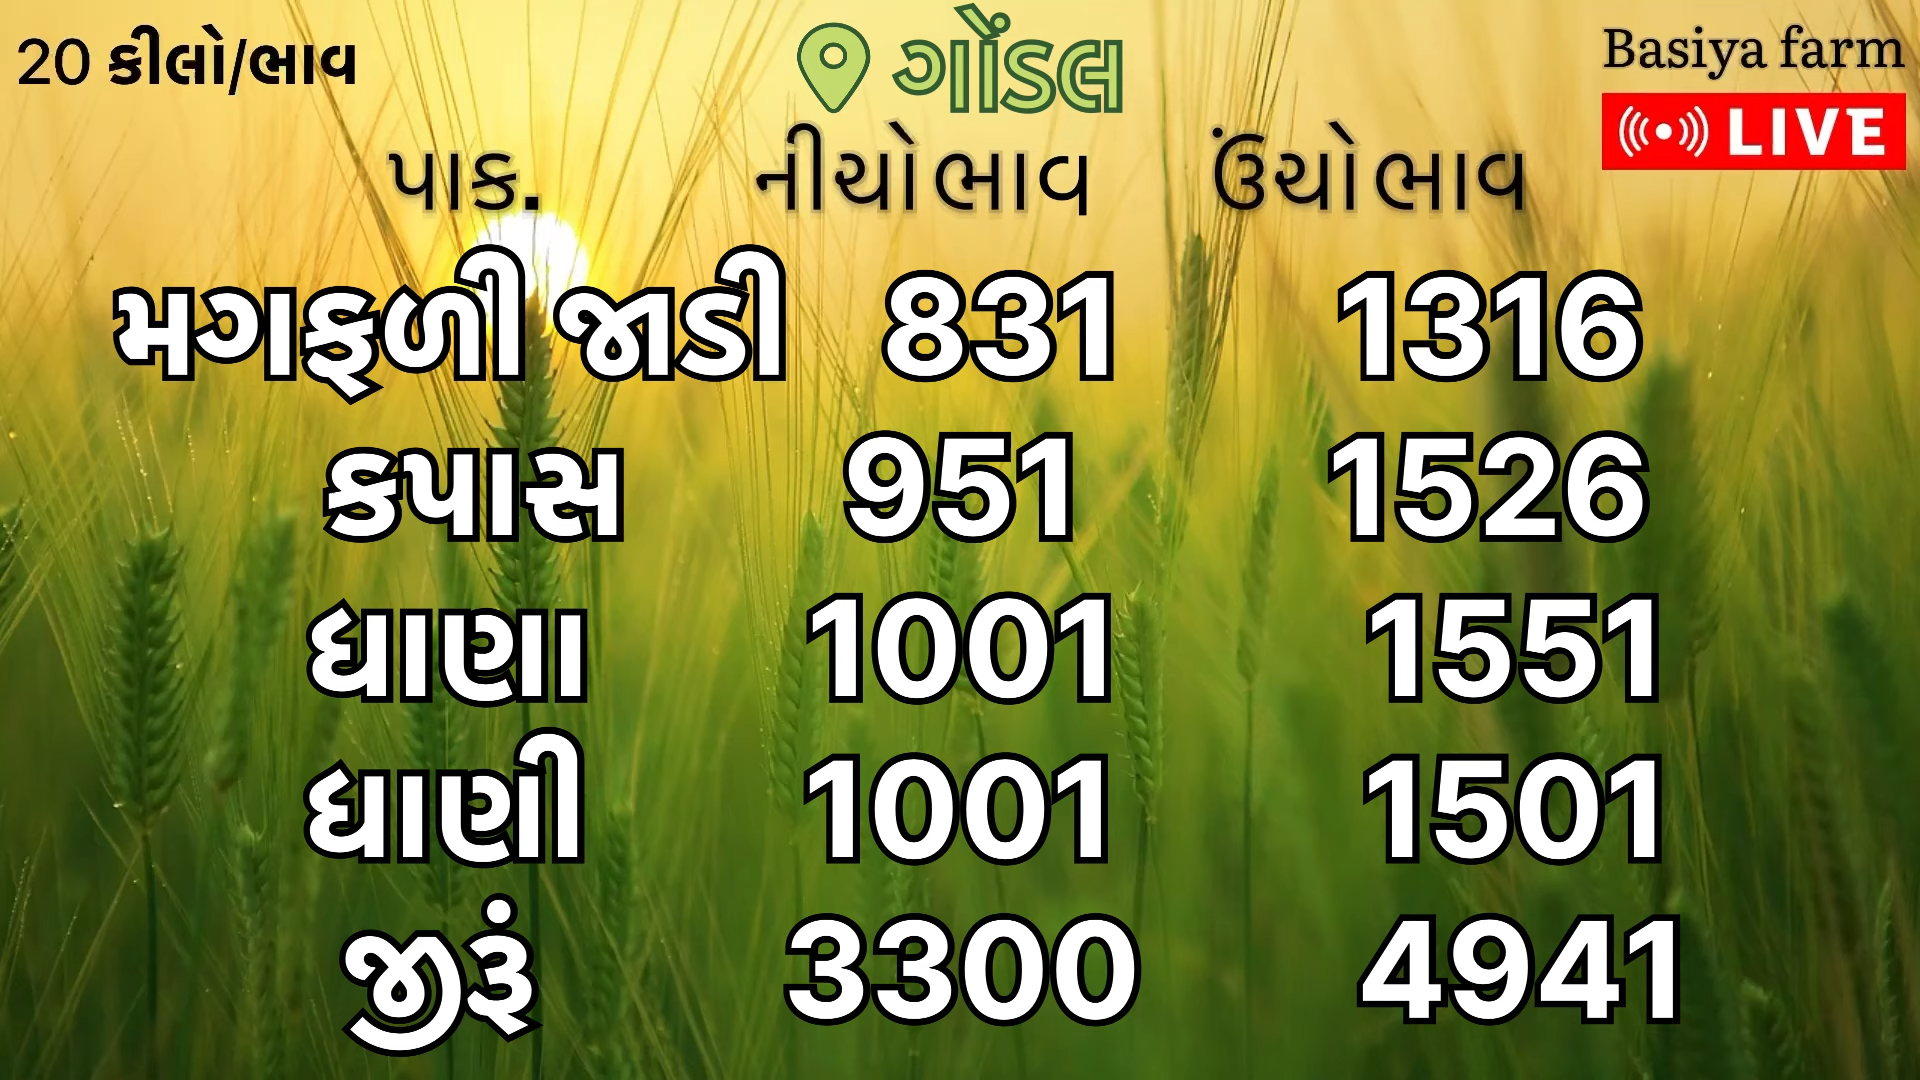 20 કીલો/ભાવ
ગોંડલ
Basiya farm
LIVE
પાક. નીચો ભાવ ઉંચો ભાવ
મગફળી જાડી 831 1316
કપાસ 951 1526
ધાણા 1001 1551
ધાણી 1001 1501
જીરૂં 3300 4941